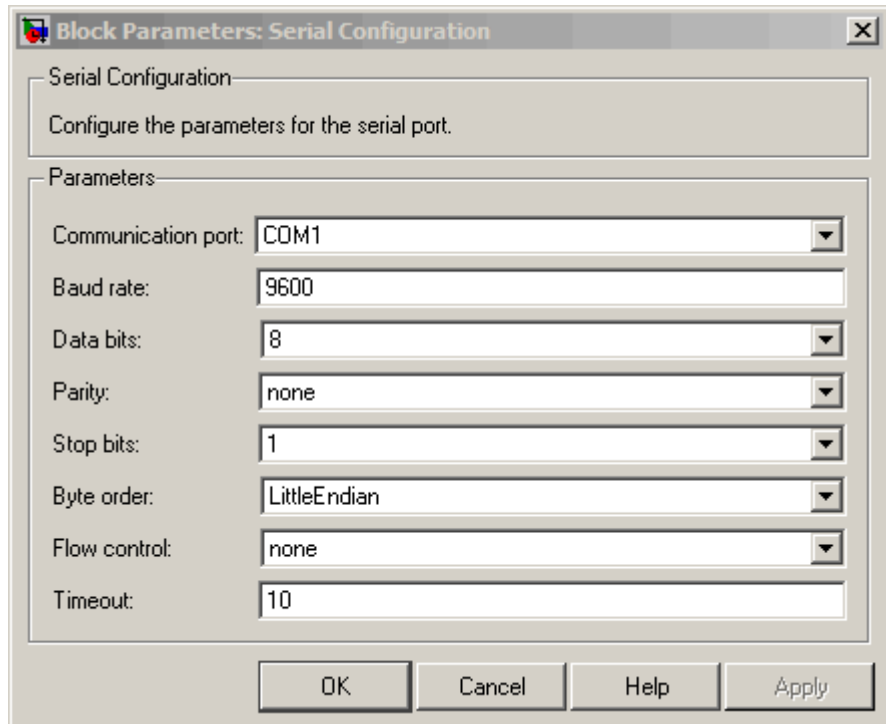 Block Parameters: Serial Configuration
Serial Configuration
Configure the parameters for the serial port.
Parameters
Communication port: COM1
Baud rate: 9600
Data bits: 8
Parity: none
Stop bits: 1
Byte order: LittleEndian
Flow control: none
Timeout: 10
OK Cancel Help Apply